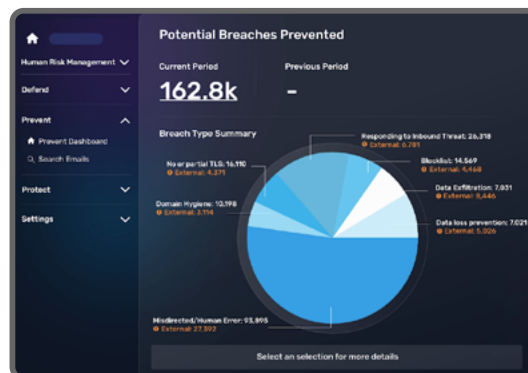 Potential Breaches Prevented
Human Risk Management
Defend
Prevent
Prevent Dashboard
Search Emails
Protect
Settings
Current Period
Previous Period
162.8k
-
Breach Type Summary
Responding to Inbound Threat: 26,318
External: 6,781
Blocklist: 14,569
External: 4,468
Data Exfiltration: 7,031
External: 5,446
Data loss prevention: 7,021
External: 5,026
No or partial TLS: 16,110
External: 4,371
Domain Hygiene: 10,198
External: 3,114
Misdirected/Human Error: 93,895
External: 27,392
Select an selection for more details